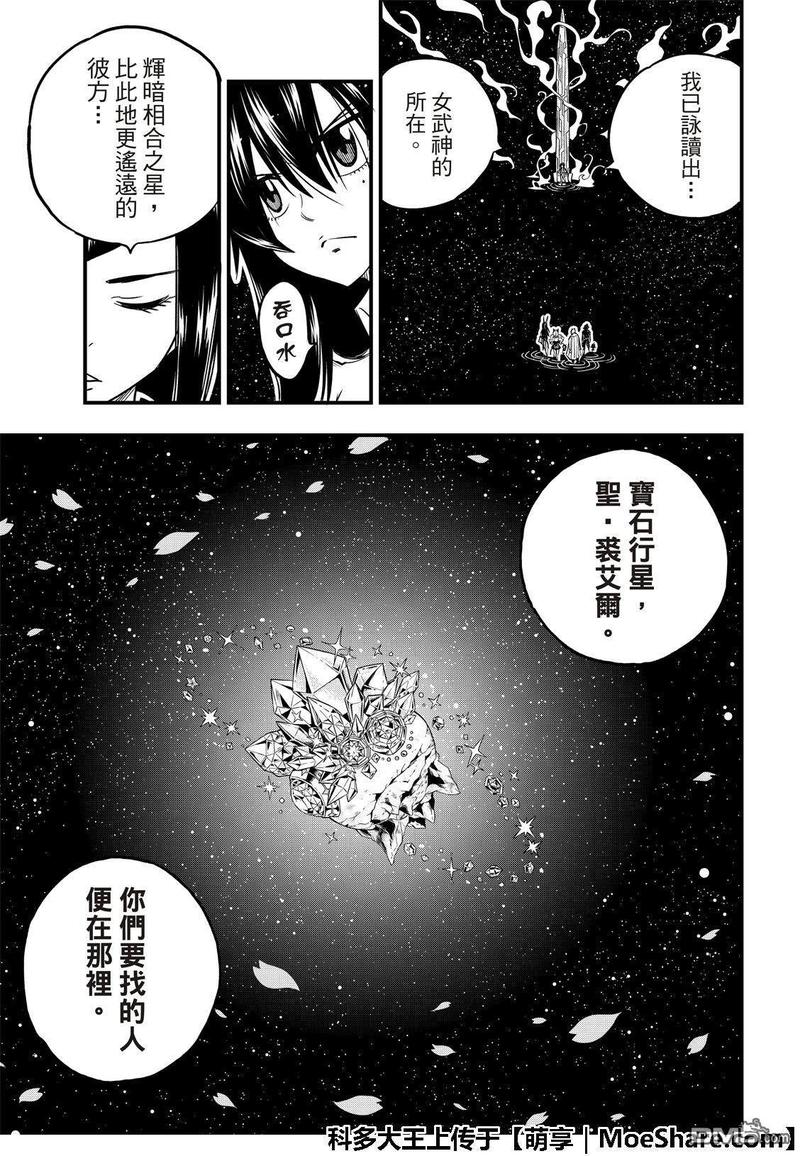 我已詠讀出…
女武神的
所在。
吞口水
輝暗相合之星，
比此地更遙遠的
彼方…
寶石行星，
聖·裘艾爾。
你們要找的人
便在那裡。
科多大王上传于【萌享｜MoeShare.com】